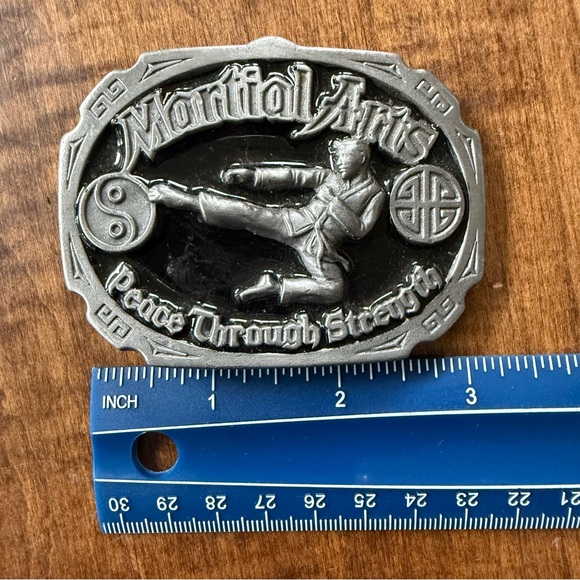 Martial Arts
Peace Through Strength
INCH 1 2 3
30 29 28 27 26 25 24 23 22 21